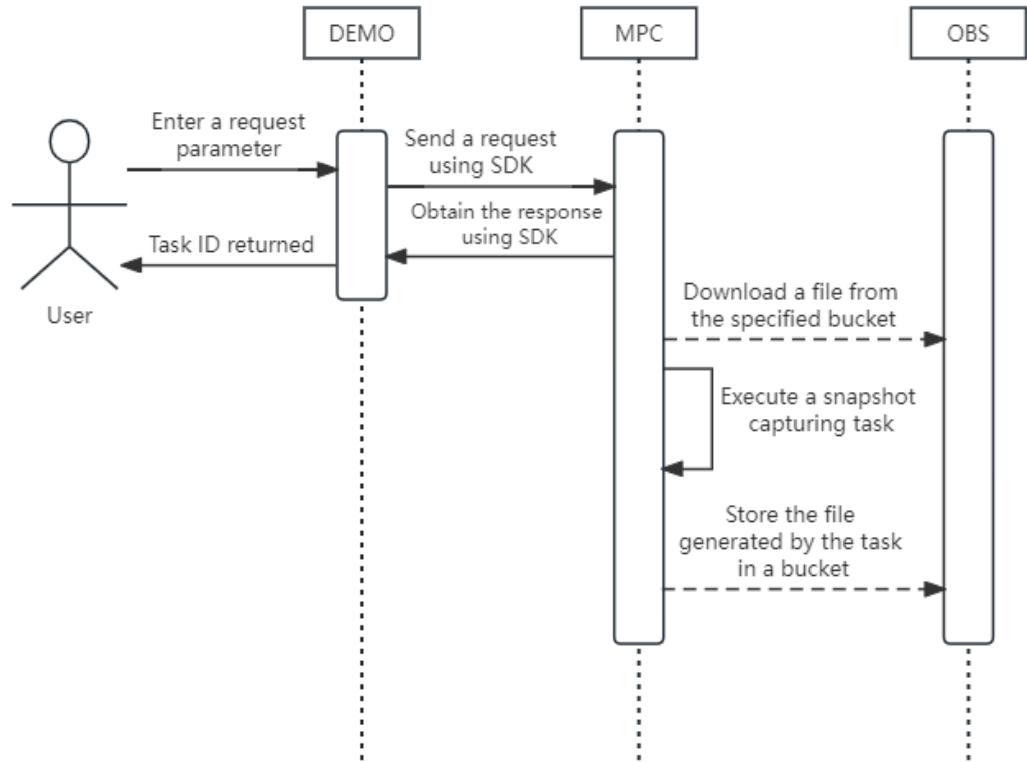 DEMO
MPC
OBS
Enter a request
parameter
Send a request
using SDK
Obtain the response
using SDK
Task ID returned
User
Download a file from
the specified bucket
Execute a snapshot
capturing task
Store the file
generated by the task
in a bucket